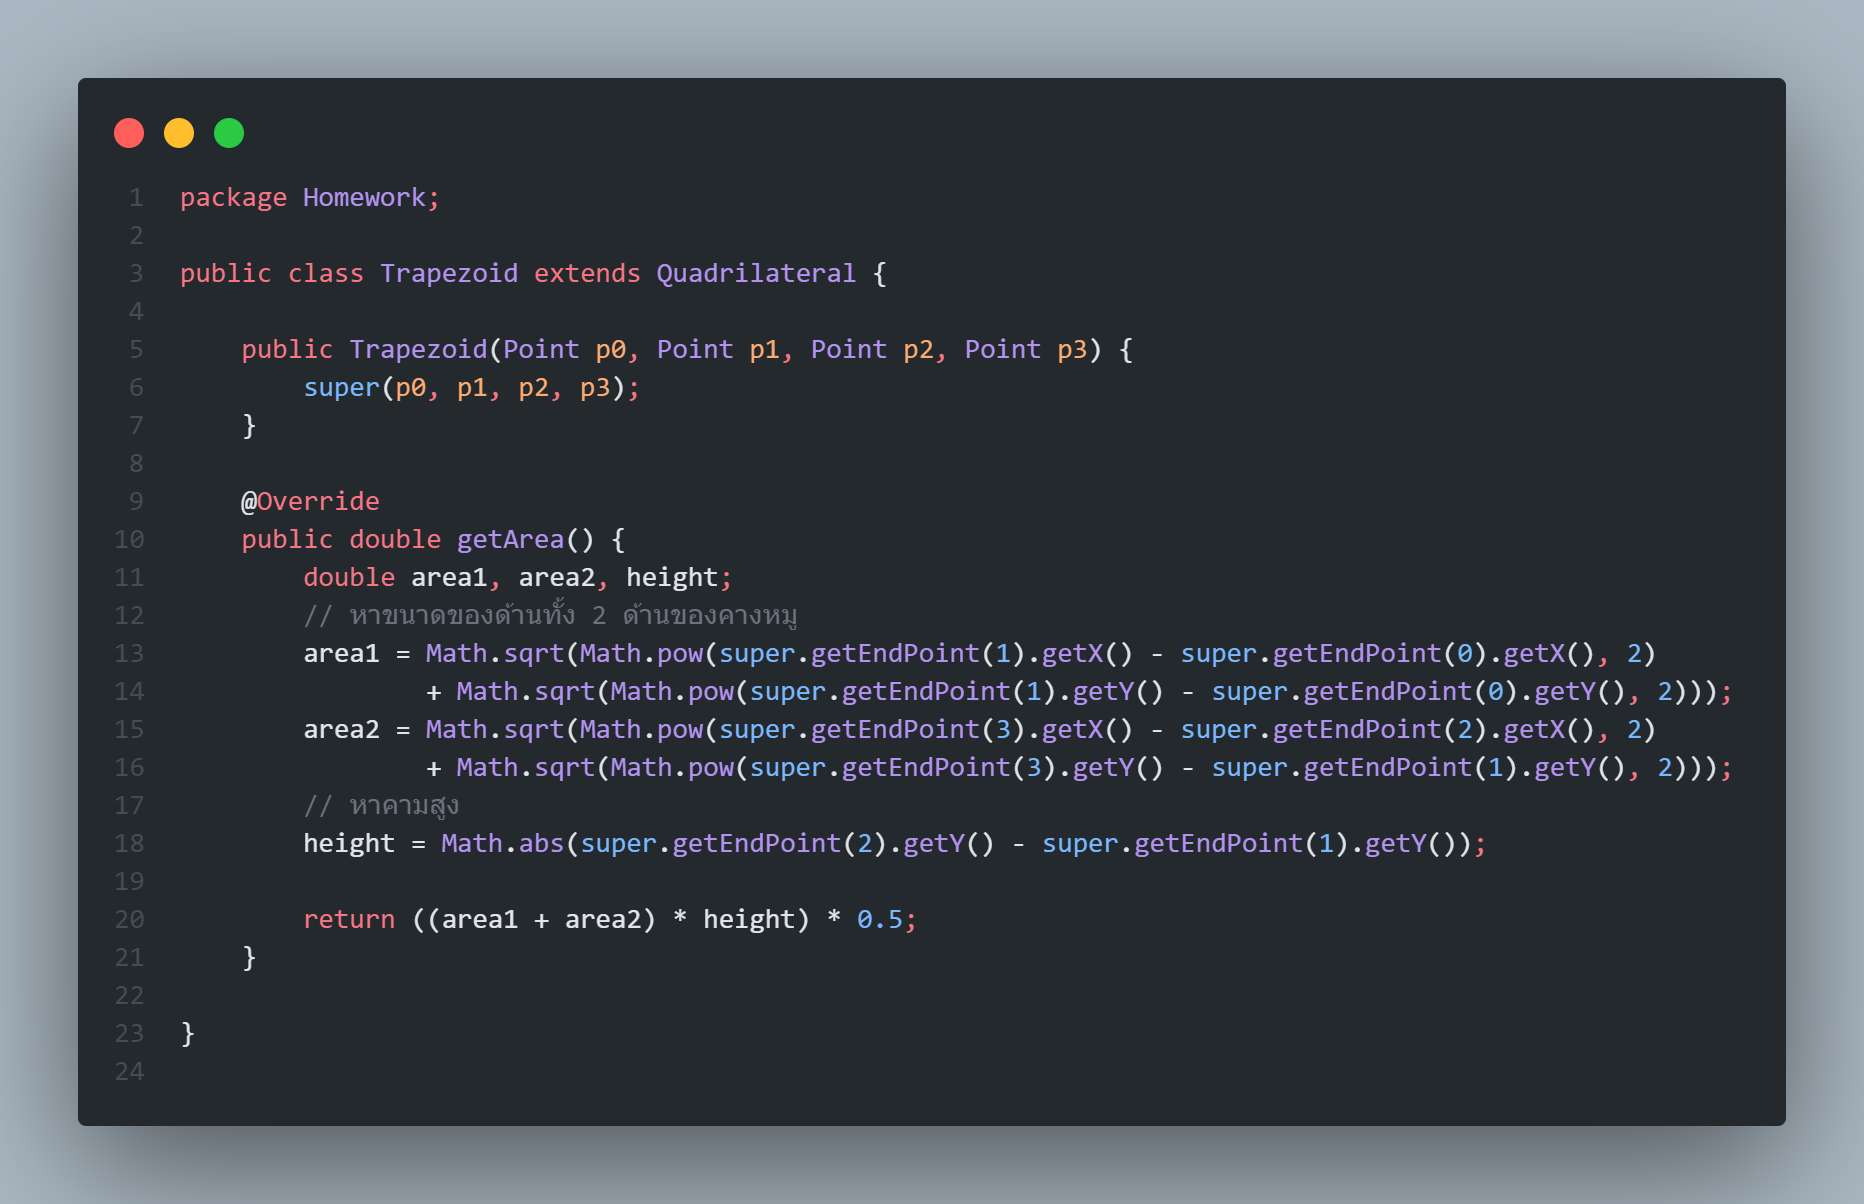 1 package Homework;
2
3 public class Trapezoid extends Quadrilateral {
4
5     public Trapezoid(Point p0, Point p1, Point p2, Point p3) {
6         super(p0, p1, p2, p3);
7     }
8
9     @Override
10     public double getArea() {
11         double area1, area2, height;
12         // หาขนาดของด้านทั้ง 2 ด้านของคางหมู
13         area1 = Math.sqrt(Math.pow(super.getEndPoint(1).getX() - super.getEndPoint(0).getX(), 2)
14                 + Math.sqrt(Math.pow(super.getEndPoint(1).getY() - super.getEndPoint(0).getY(), 2)));
15         area2 = Math.sqrt(Math.pow(super.getEndPoint(3).getX() - super.getEndPoint(2).getX(), 2)
16                 + Math.sqrt(Math.pow(super.getEndPoint(3).getY() - super.getEndPoint(1).getY(), 2)));
17         // หาคามสูง
18         height = Math.abs(super.getEndPoint(2).getY() - super.getEndPoint(1).getY());
19
20         return ((area1 + area2) * height) * 0.5;
21     }
22
23 }
24